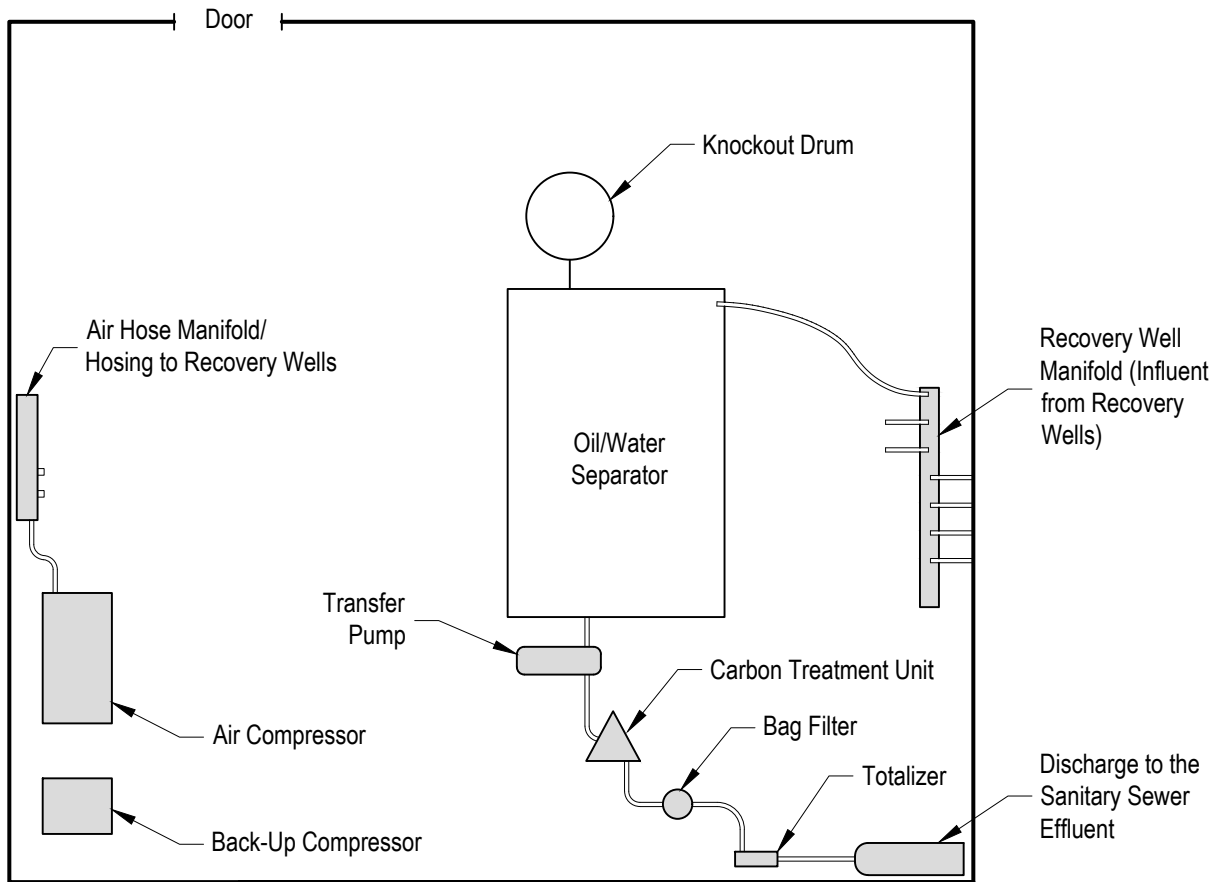 Door
Knockout Drum
Air Hose Manifold/
Hosing to Recovery Wells
Recovery Well
Manifold (Influent
from Recovery
Wells)
Oil/Water
Separator
Transfer
Pump
Carbon Treatment Unit
Air Compressor
Bag Filter
Totalizer
Discharge to the
Sanitary Sewer
Effluent
Back-Up Compressor